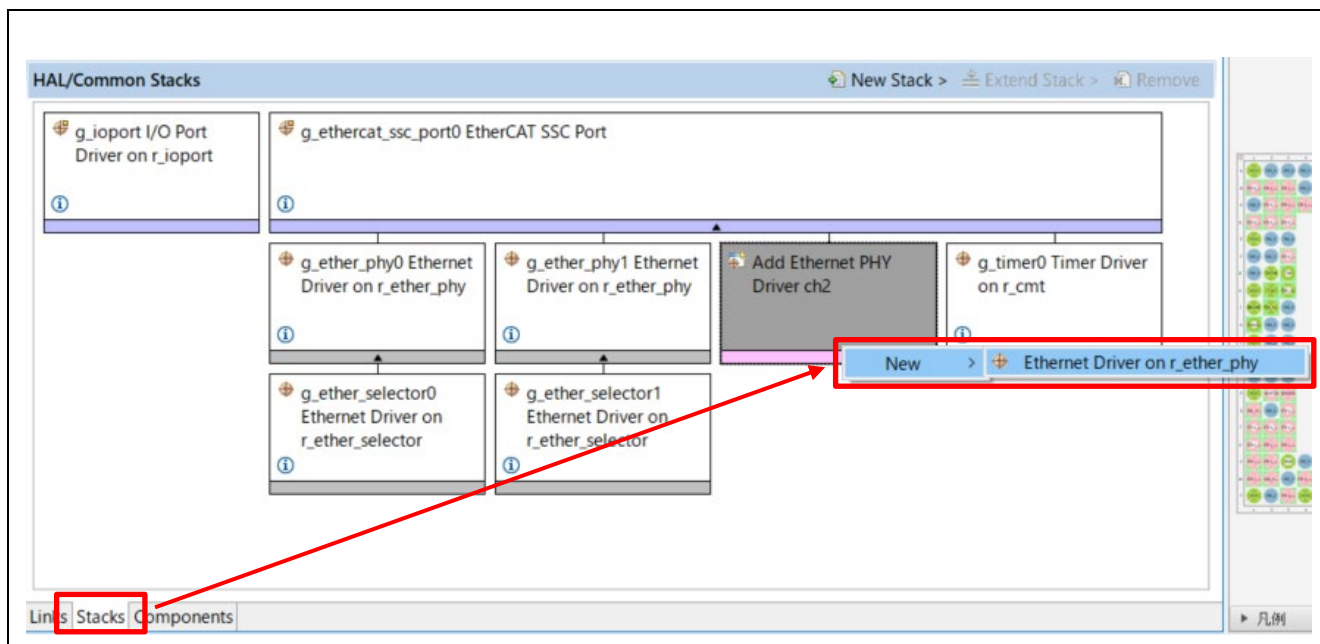 HAL/Common Stacks
New Stack > Extend Stack > Remove
g_ioport I/O Port
Driver on r_ioport
g_ethercat_ssc_port0 EtherCAT SSC Port
g_ether_phy0 Ethernet
Driver on r_ether_phy
g_ether_phy1 Ethernet
Driver on r_ether_phy
Add Ethernet PHY
Driver ch2
g_timer0 Timer Driver
on r_cmt
New > Ethernet Driver on r_ether_phy
g_ether_selector0
Ethernet Driver on
r_ether_selector
g_ether_selector1
Ethernet Driver on
r_ether_selector
Links Stacks Components
凡例